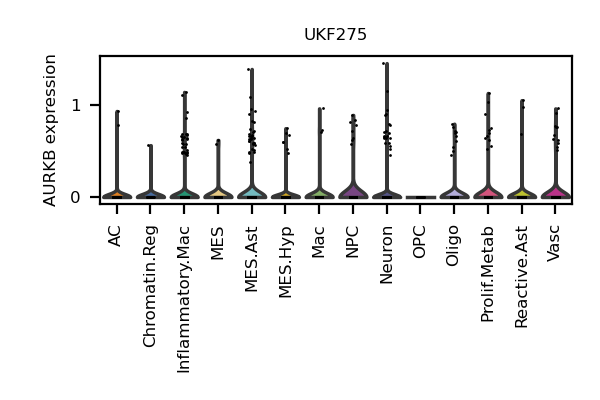 UKF275
AURKB expression
1
0
AC
Chromatin.Reg
Inflammatory.Mac
MES
MES.Ast
MES.Hyp
Mac
NPC
Neuron
OPC
Oligo
Prolif.Metab
Reactive.Ast
Vasc